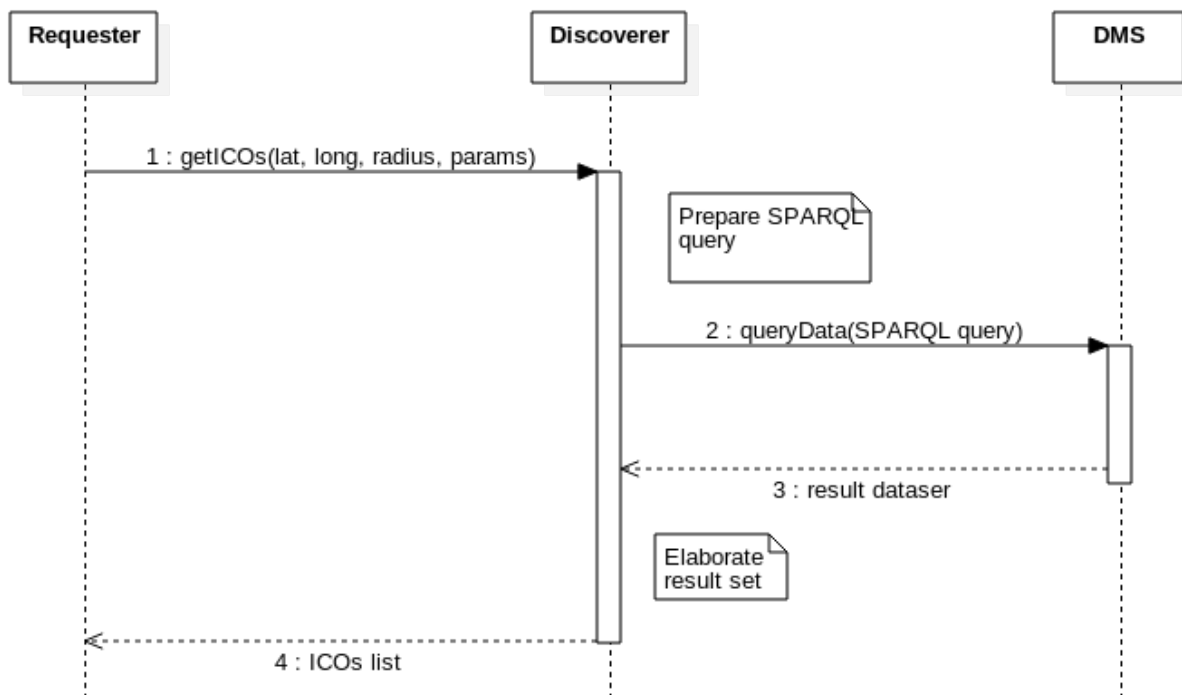 Requester
Discoverer
DMS
1 : getICOs(lat, long, radius, params)
Prepare SPARQL
query
2 : queryData(SPARQL query)
3 : result dataser
Elaborate
result set
4 : ICOs list